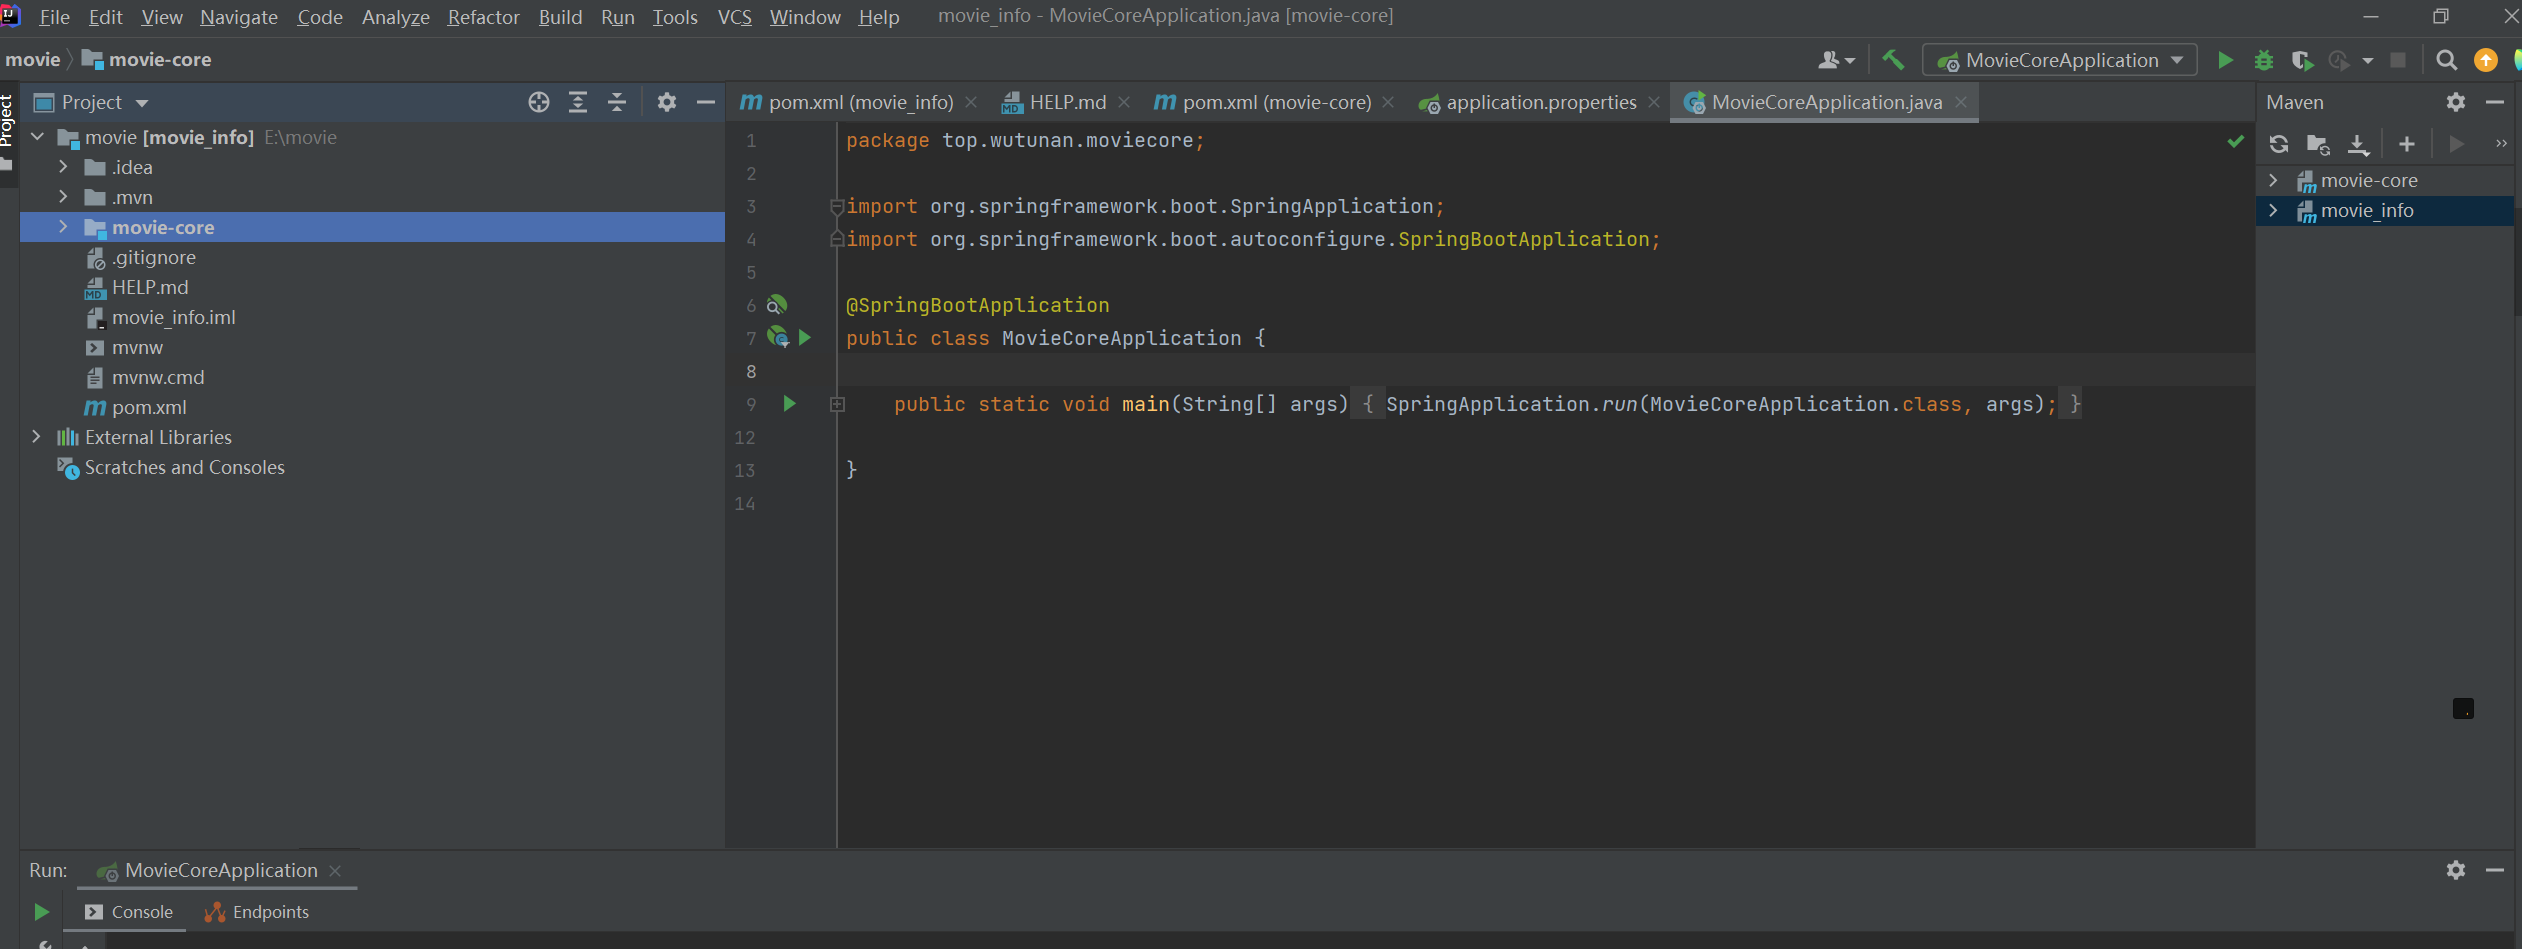 File Edit View Navigate Code Analyze Refactor Build Run Tools VCS Window Help movie_info - MovieCoreApplication.java [movie-core]
movie movie-core MovieCoreApplication
Project
Project
pom.xml (movie_info) HELP.md pom.xml (movie-core) application.properties MovieCoreApplication.java
Maven
movie [movie_info] E:\movie
.idea
.mvn
movie-core
.gitignore
HELP.md
movie_info.iml
mvnw
mvnw.cmd
pom.xml
External Libraries
Scratches and Consoles
1 package top.wutunan.moviecore;
2
3 import org.springframework.boot.SpringApplication;
4 import org.springframework.boot.autoconfigure.SpringBootApplication;
5
6 @SpringBootApplication
7 public class MovieCoreApplication {
8
9 public static void main(String[] args) { SpringApplication.run(MovieCoreApplication.class, args); }
12
13 }
14
movie-core
movie_info
Run: MovieCoreApplication
Console Endpoints